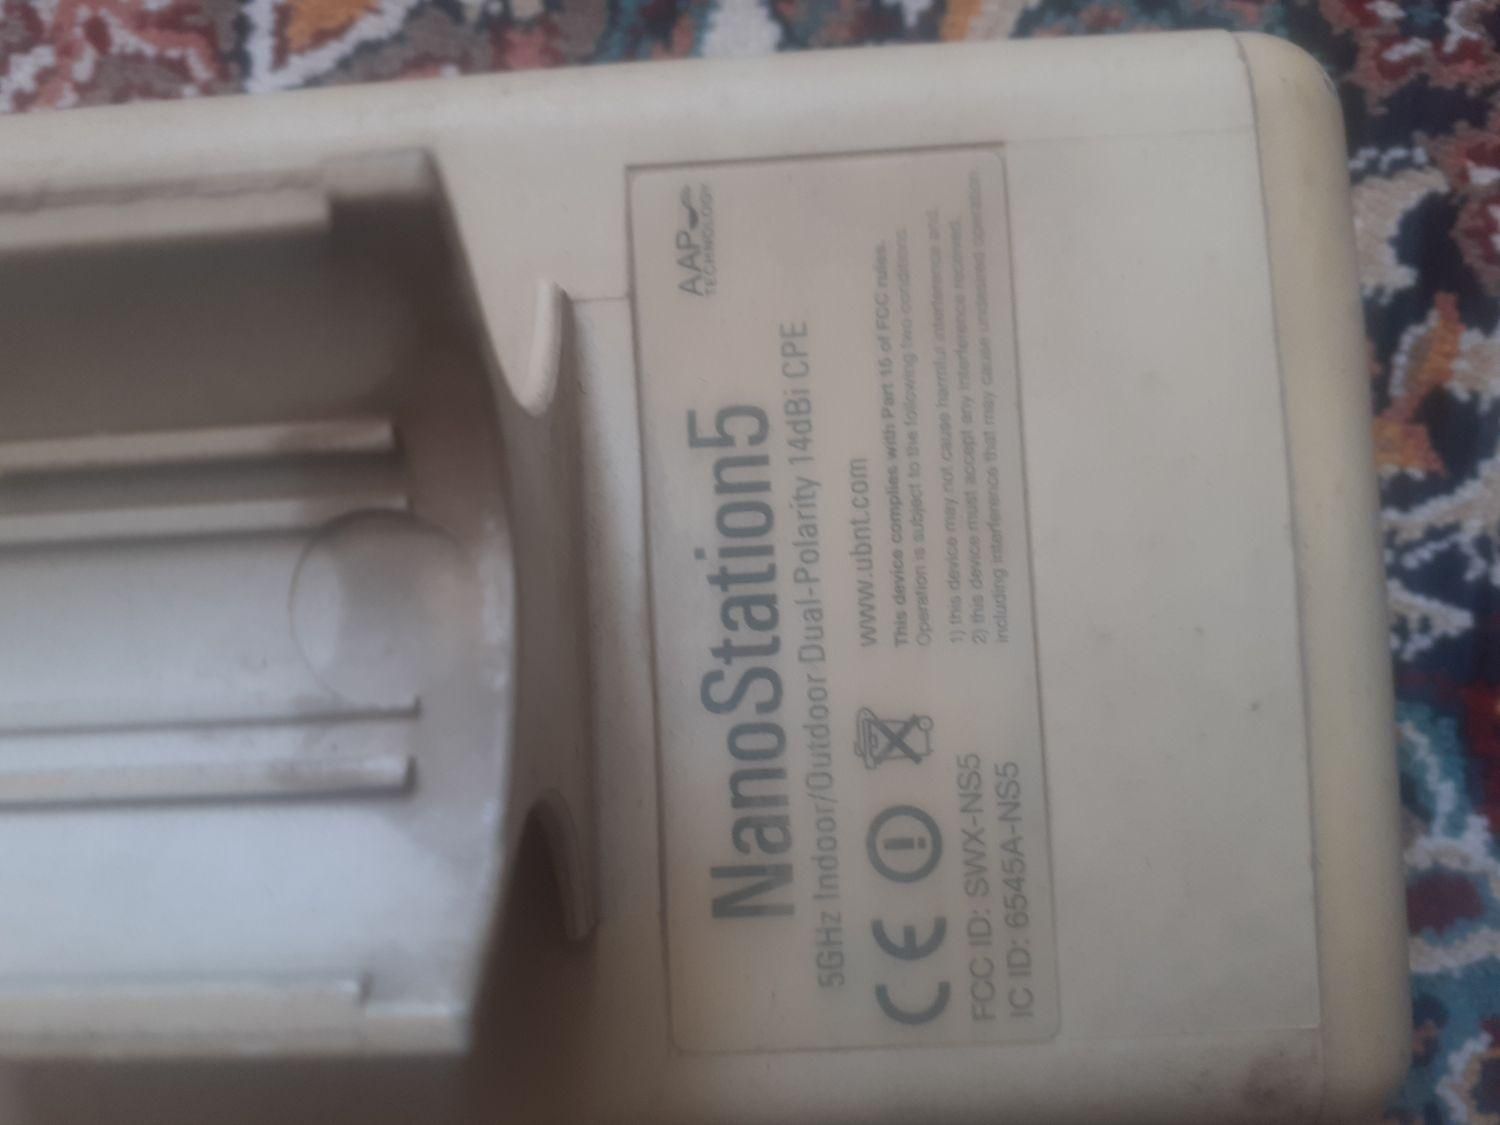 AAP
TECHNOLOGY
NanoStation5
5GHz Indoor/Outdoor Dual-Polarity 14dBi CPE
www.ubnt.com
This device complies with Part 15 of FCC rules.
Operation is subject to the following two conditions
1) this device may not cause harmful interference and,
2) this device must accept any interference received,
including interference that may cause undesired operation.
CE
FCC ID: SWX-NS5
IC ID: 6545A-NS5